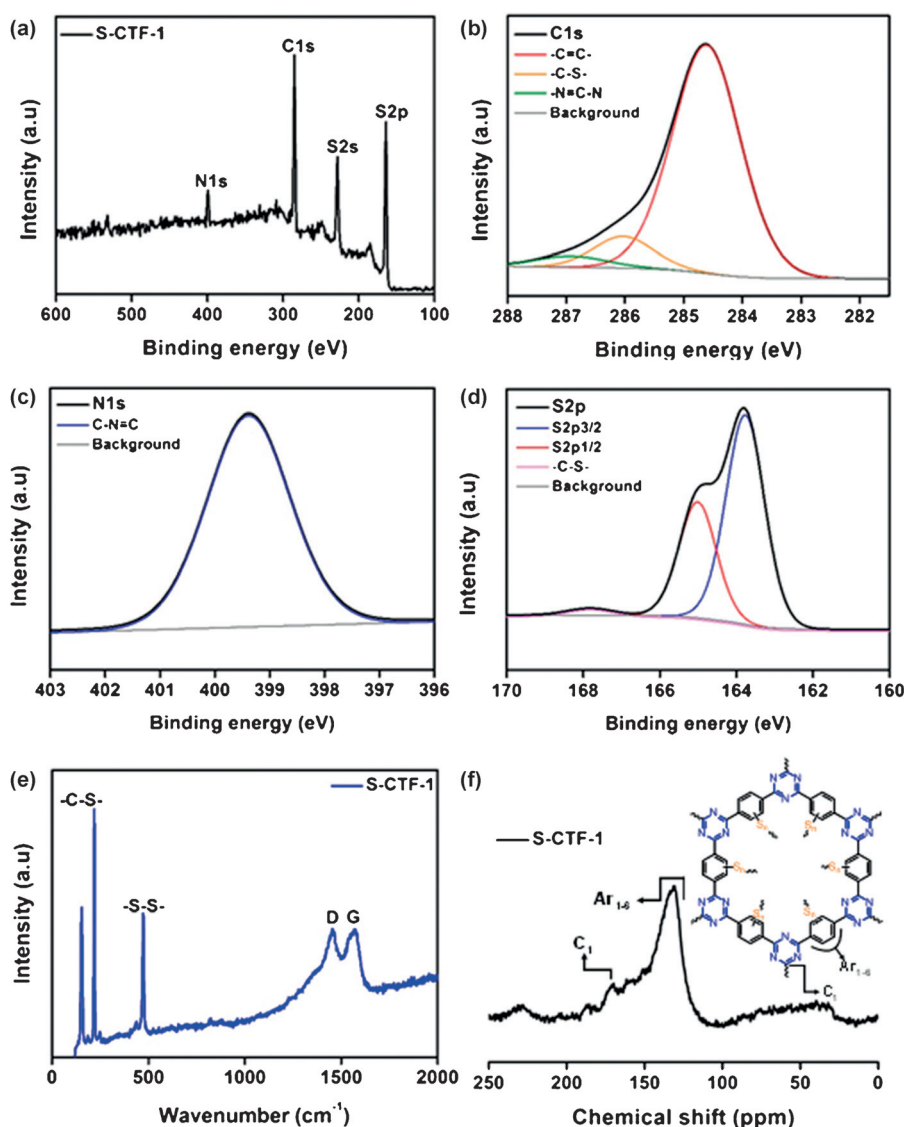 (a)
S-CTF-1
C1s
S2p
S2s
N1s
Intensity (a.u)
600 500 400 300 200 100
Binding energy (eV)
(b)
C1s
-C=C-
-C-S-
-N=C-N
Background
Intensity (a.u)
288 287 286 285 284 283 282
Binding energy (eV)
(c)
N1s
C-N=C
Background
Intensity (a.u)
403 402 401 400 399 398 397 396
Binding energy (eV)
(d)
S2p
S2p3/2
S2p1/2
-C-S-
Background
Intensity (a.u)
170 168 166 164 162 160
Binding energy (eV)
(e)
S-CTF-1
-C-S-
-S-S-
D G
Intensity (a.u)
0 500 1000 1500 2000
Wavenumber (cm⁻¹)
(f)
S-CTF-1
Ar₁₋₆
C₁
Ar₁₋₆
C₁
Intensity (a.u)
250 200 150 100 50 0
Chemical shift (ppm)